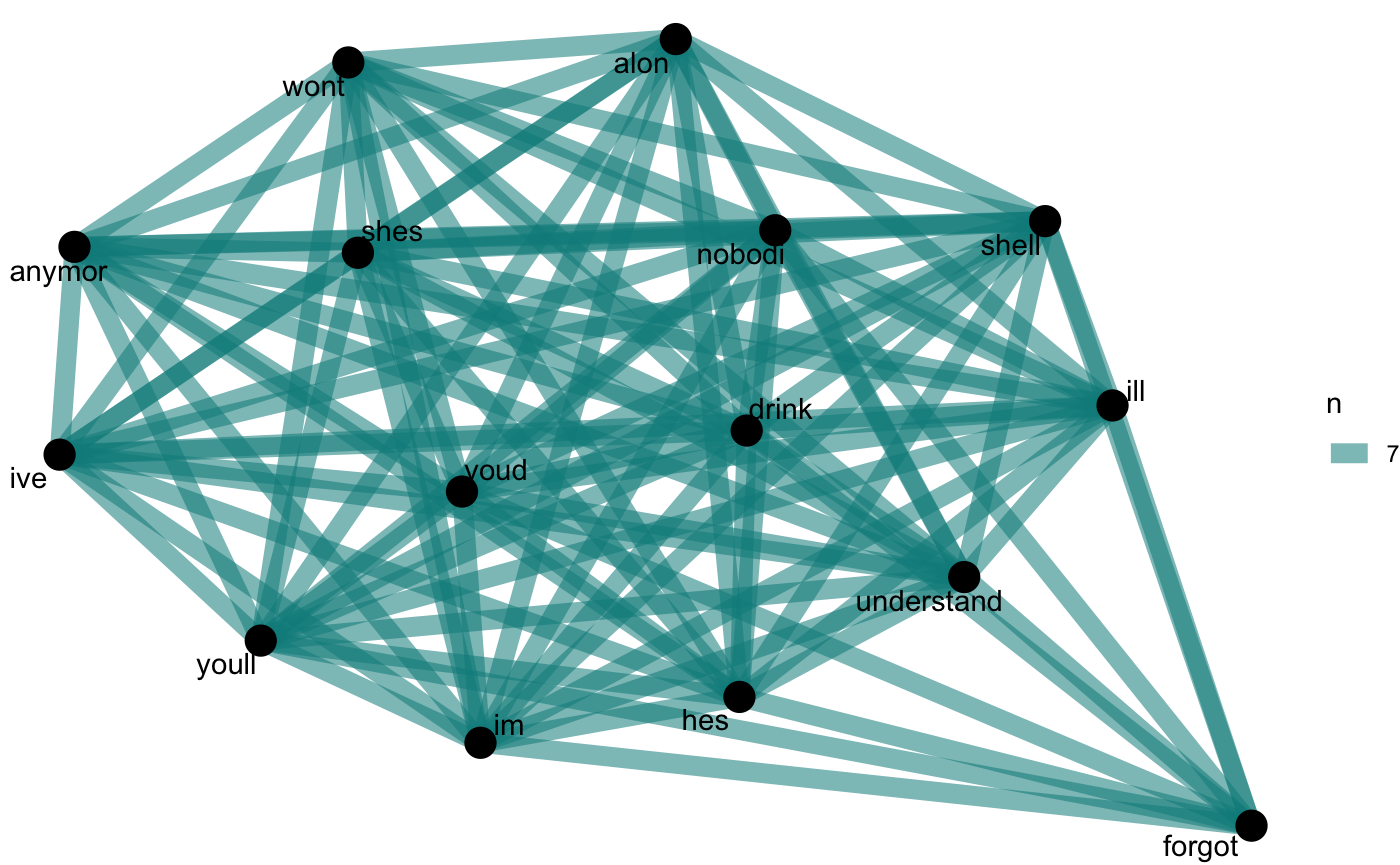 alon
wont
shes
nobodi
shell
anymor
ill
n
drink
7
youd
ive
understand
youll
hes
im
forgot